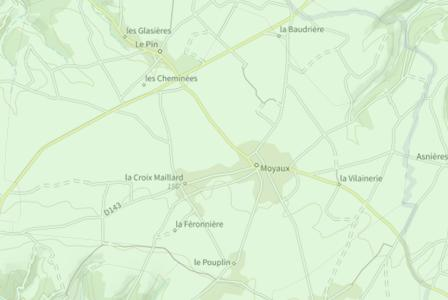 les Glasières
la Baudrière
Le Pin
les Cheminées
Asnières
Moyaux
la Croix Maillard
la Vilainerie
D143
la Féronnière
le Pouplin